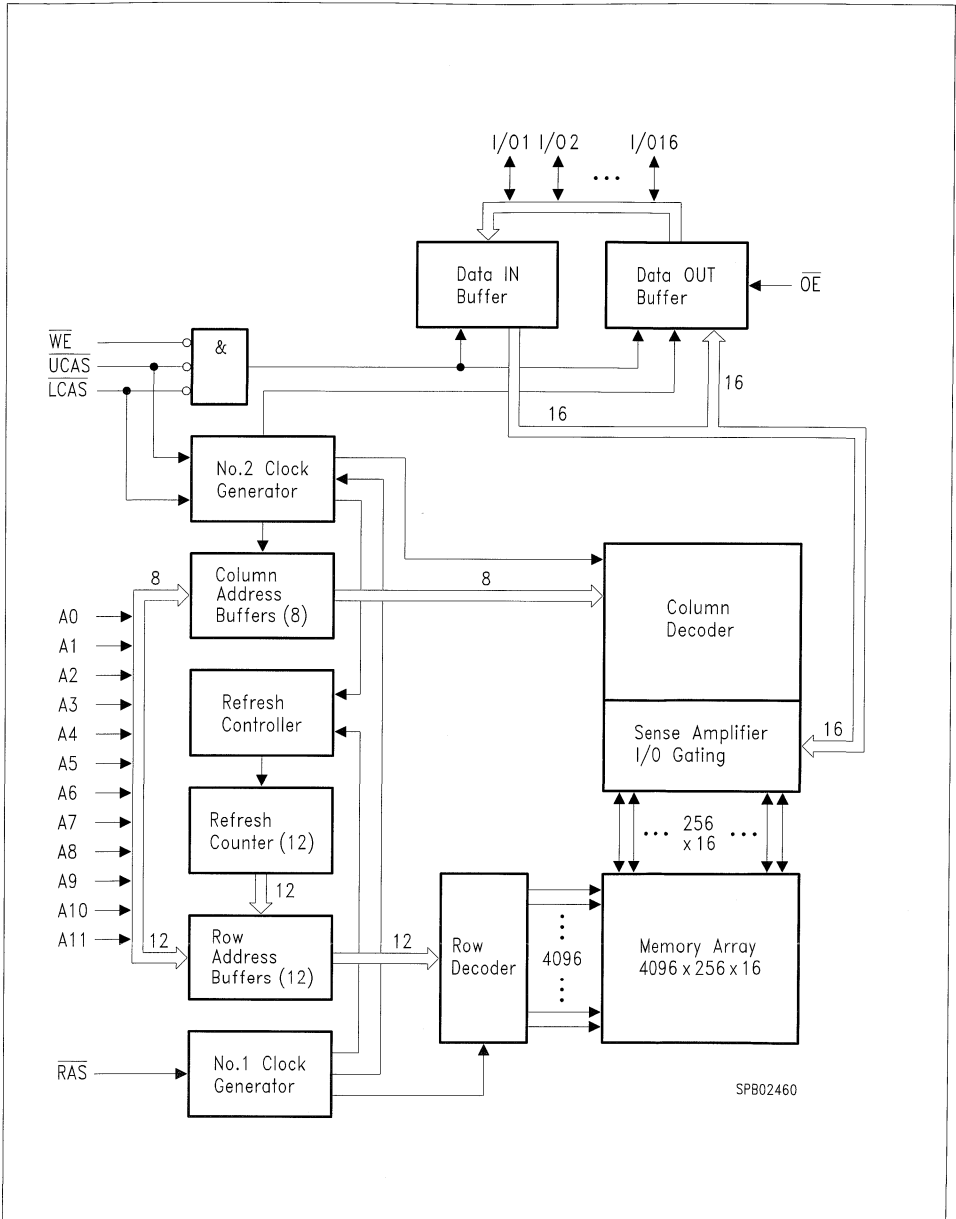 I/O1 I/O2 ... I/O16
Data IN
Buffer
Data OUT
Buffer
OE
WE
UCAS
LCAS
&
16
16
No.2 Clock
Generator
8
Column
Address
Buffers (8)
8
Column
Decoder
A0
A1
A2
A3
A4
A5
A6
A7
A8
A9
A10
A11
Refresh
Controller
Sense Amplifier
I/O Gating
16
Refresh
Counter (12)
... 256 ...
x 16
12
12
Row
Address
Buffers (12)
12
Row
Decoder
4096
Memory Array
4096 x 256 x 16
RAS
No.1 Clock
Generator
SPB02460